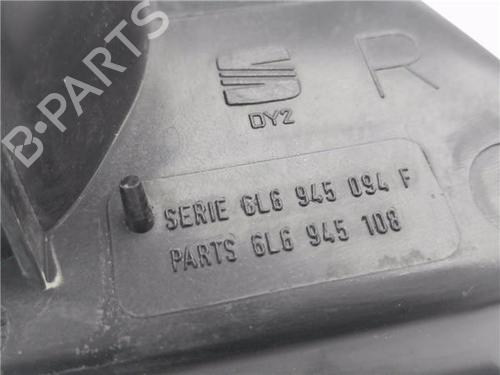 B-PARTS
R
DYZ
SERIE 6L6 945 094 F
PARTS 6L6 945 108